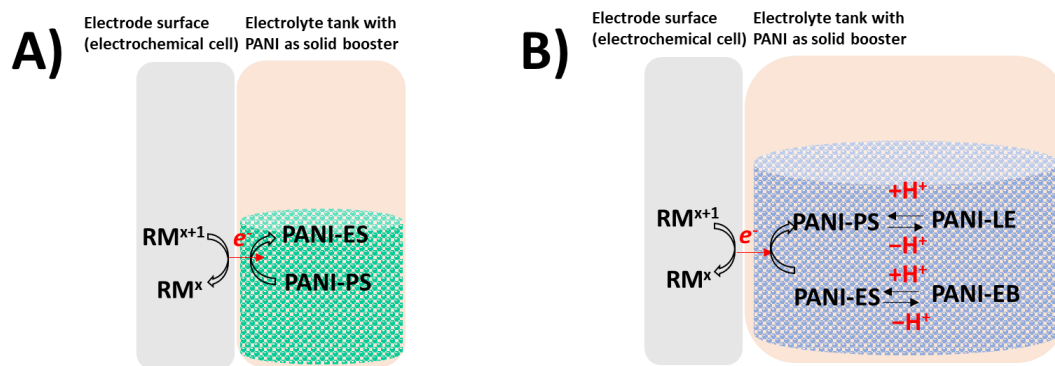 A)
Electrode surface
(electrochemical cell)
Electrolyte tank with
PANI as solid booster
RMx+1
RMx
e-
PANI-ES
PANI-PS
B)
Electrode surface
(electrochemical cell)
Electrolyte tank with
PANI as solid booster
RMx+1
RMx
e-
+H+
PANI-PS
PANI-LE
−H+
+H+
PANI-ES
PANI-EB
−H+